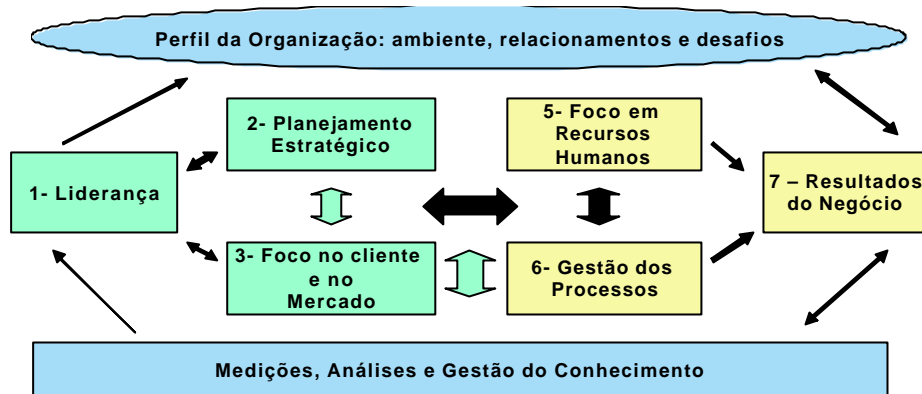 Perfil da Organização: ambiente, relacionamentos e desafios
2- Planejamento
Estratégico
5- Foco em
Recursos
Humanos
1- Liderança
7 – Resultados
do Negócio
3- Foco no cliente
e no
Mercado
6- Gestão dos
Processos
Medições, Análises e Gestão do Conhecimento